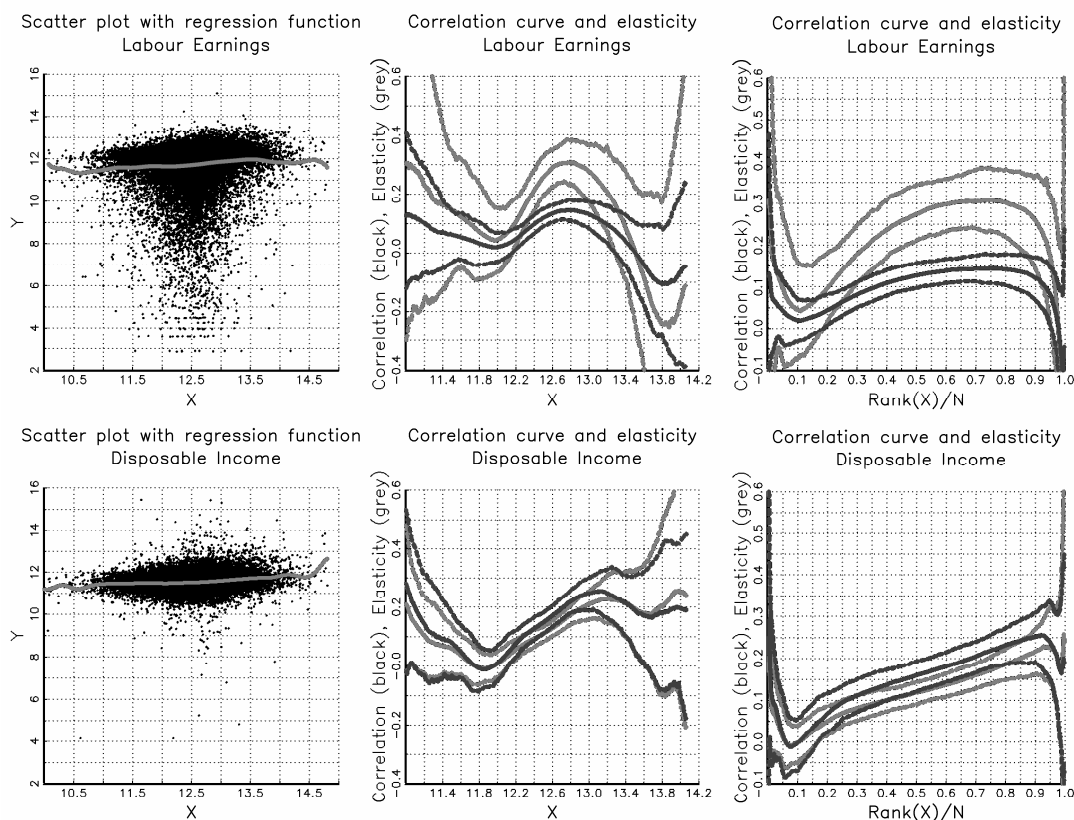 Scatter plot with regression function
Labour Earnings
Y
16
14
12
10
8
6
4
2
10.5 11.5 12.5 13.5 14.5
X
Correlation curve and elasticity
Labour Earnings
Correlation (black), Elasticity (grey)
0.6
0.4
0.2
-0.0
-0.2
-0.4
11.4 11.8 12.2 12.6 13.0 13.4 13.8 14.2
X
Correlation curve and elasticity
Labour Earnings
Correlation (black), Elasticity (grey)
0.6
0.5
0.4
0.3
0.2
0.1
0.0
0.1
0.1 0.2 0.3 0.4 0.5 0.6 0.7 0.8 0.9 1.0
Rank(X)/N
Scatter plot with regression function
Disposable Income
Y
16
14
12
10
8
6
4
2
10.5 11.5 12.5 13.5 14.5
X
Correlation curve and elasticity
Disposable Income
Correlation (black), Elasticity (grey)
0.6
0.4
0.2
-0.0
-0.2
-0.4
11.4 11.8 12.2 12.6 13.0 13.4 13.8 14.2
X
Correlation curve and elasticity
Disposable Income
Correlation (black), Elasticity (grey)
0.6
0.5
0.4
0.3
0.2
0.1
0.0
0.1
0.1 0.2 0.3 0.4 0.5 0.6 0.7 0.8 0.9 1.0
Rank(X)/N